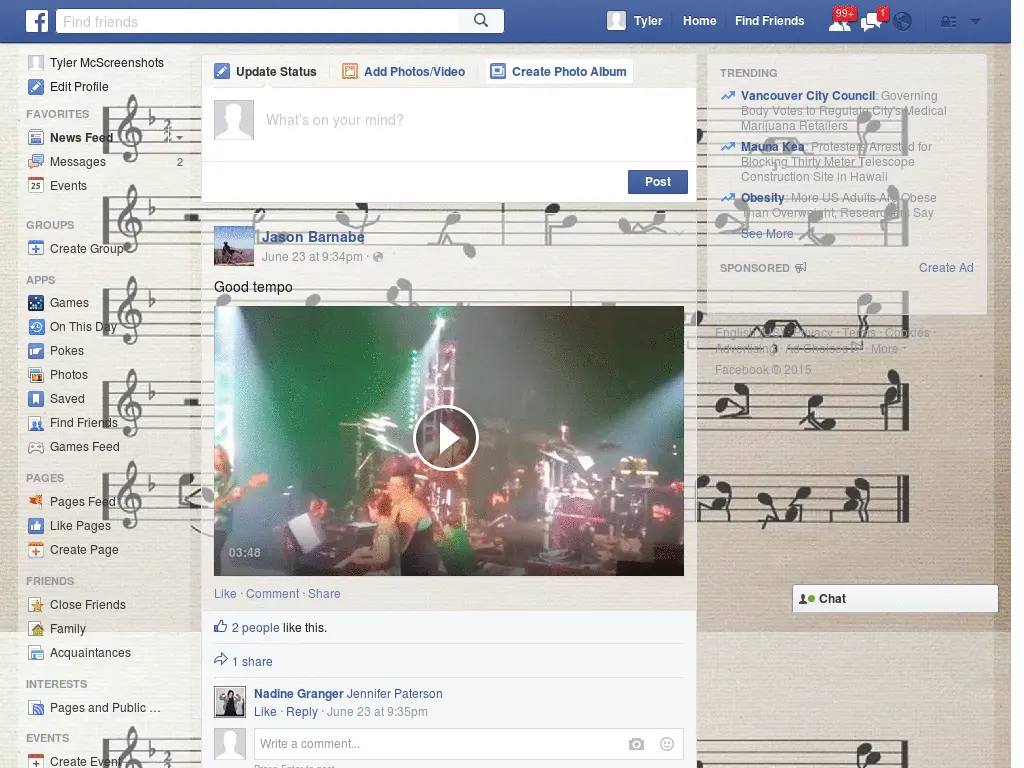 f
Find friends
Tyler
Home
Find Friends
99+
1
Tyler McScreenshots
Edit Profile
FAVORITES
News Feed
Messages 2
25 Events
GROUPS
Create Group
APPS
Games
On This Day
Pokes
Photos
Saved
Find Friends
Games Feed
PAGES
Pages Feed
Like Pages
Create Page
FRIENDS
Close Friends
Family
Acquaintances
INTERESTS
Pages and Public ...
EVENTS
Create Event
Update Status
Add Photos/Video
Create Photo Album
What's on your mind?
Post
Jason Barnabe
June 23 at 9:34pm ·
Good tempo
03:48
Like · Comment · Share
2 people like this.
1 share
Nadine Granger Jennifer Paterson
Like · Reply · June 23 at 9:35pm
Write a comment...
Press Enter to post.
TRENDING
Vancouver City Council: Governing
Body Votes to Regulate City's Medical
Marijuana Retailers
Mauna Kea: Protesters Arrested for
Blocking Thirty Meter Telescope
Construction Site in Hawaii
Obesity: More US Adults Are Obese
Than Overweight, Researchers Say
See More
SPONSORED
Create Ad
English (US) · Privacy · Terms · Cookies ·
Advertising · Ad Choices · More
Facebook © 2015
Chat